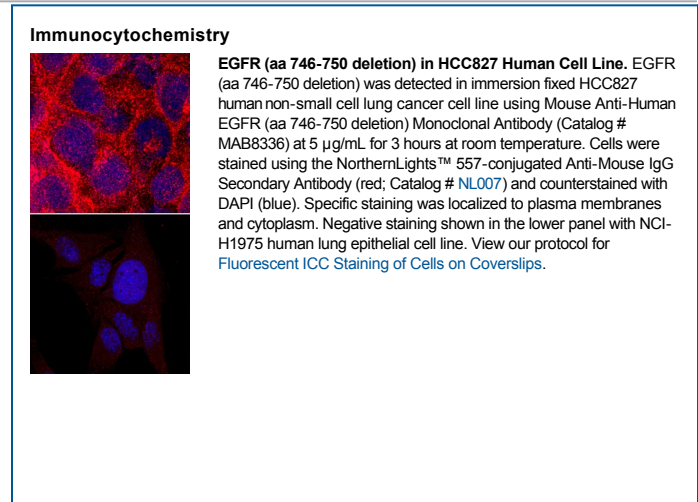 Immunocytochemistry
EGFR (aa 746-750 deletion) in HCC827 Human Cell Line. EGFR
(aa 746-750 deletion) was detected in immersion fixed HCC827
human non-small cell lung cancer cell line using Mouse Anti-Human
EGFR (aa 746-750 deletion) Monoclonal Antibody (Catalog #
MAB8336) at 5 µg/mL for 3 hours at room temperature. Cells were
stained using the NorthernLights™ 557-conjugated Anti-Mouse IgG
Secondary Antibody (red; Catalog # NL007) and counterstained with
DAPI (blue). Specific staining was localized to plasma membranes
and cytoplasm. Negative staining shown in the lower panel with NCI-
H1975 human lung epithelial cell line. View our protocol for
Fluorescent ICC Staining of Cells on Coverslips.